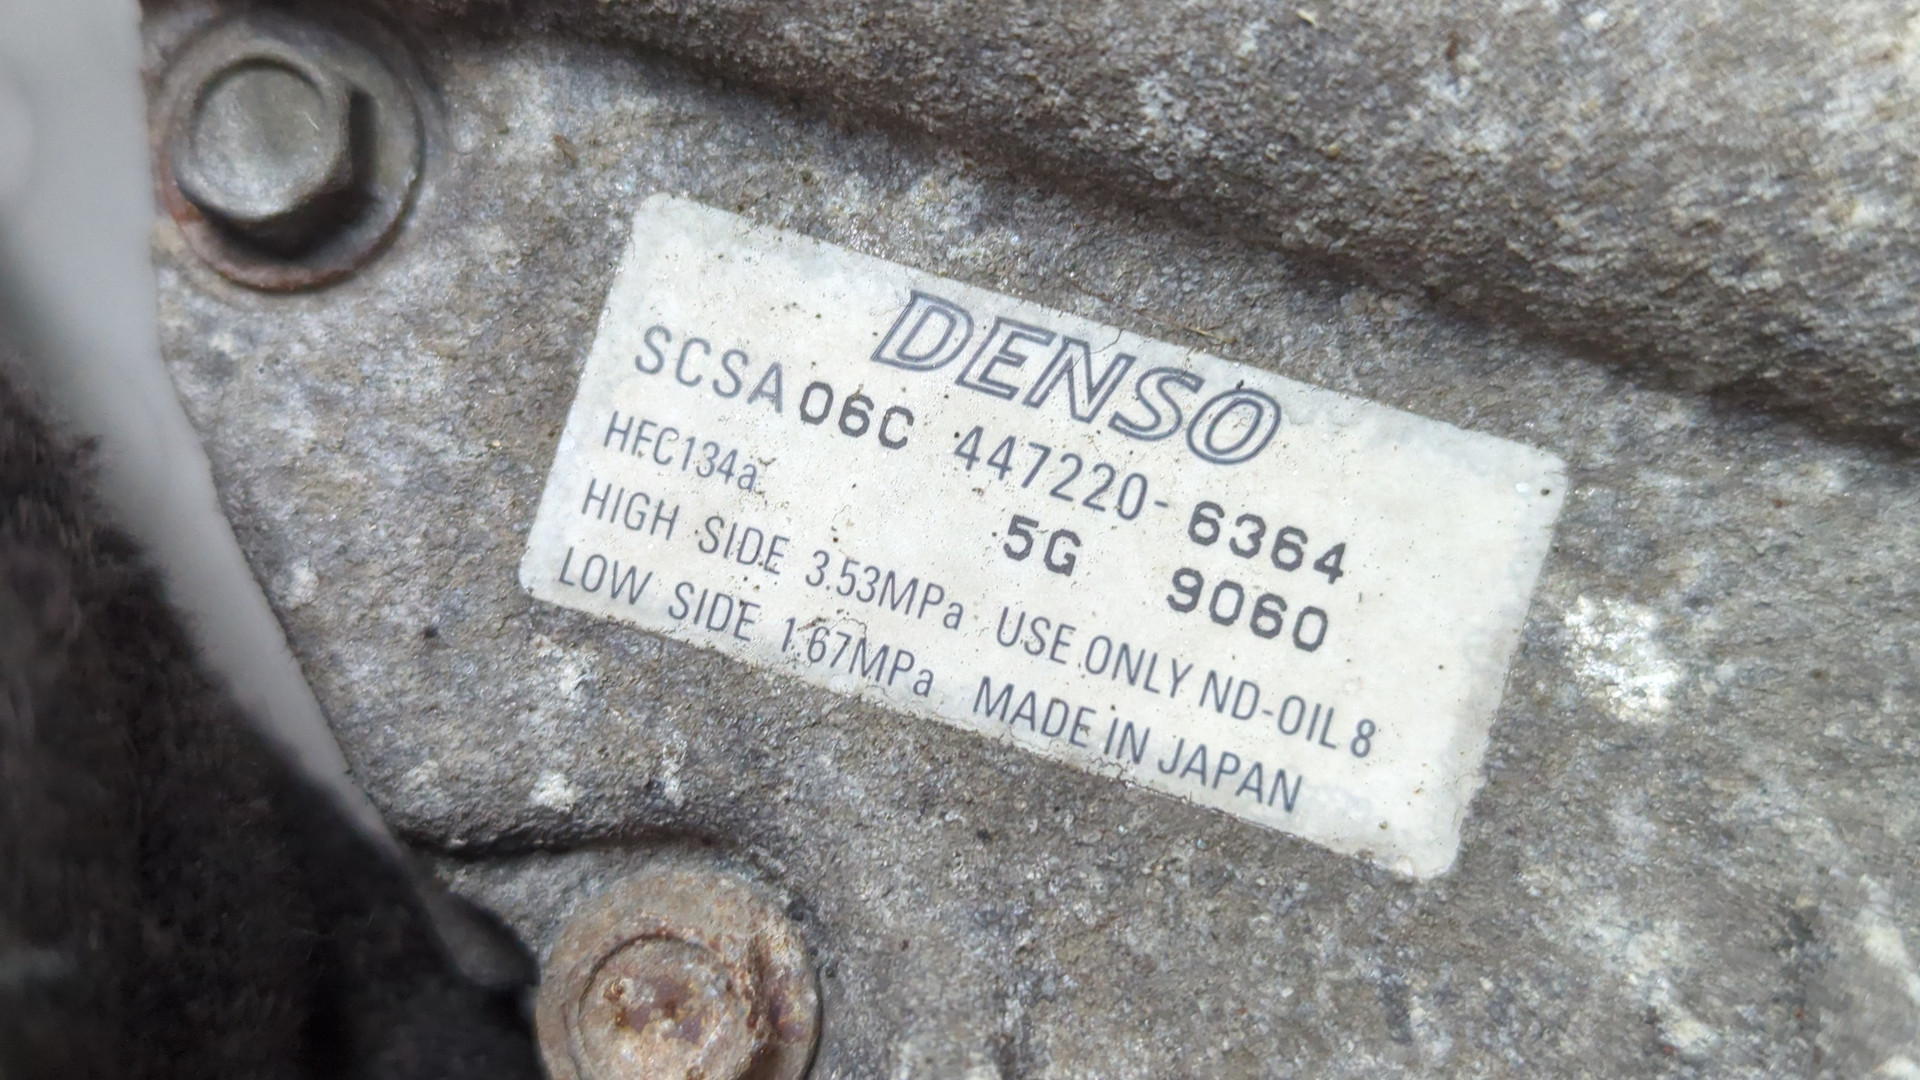 DENSO
SCSA06C 447220-6364
HFC134a 5G 9060
HIGH SIDE 3.53MPa USE ONLY ND-OIL 8
LOW SIDE 1.67MPa MADE IN JAPAN